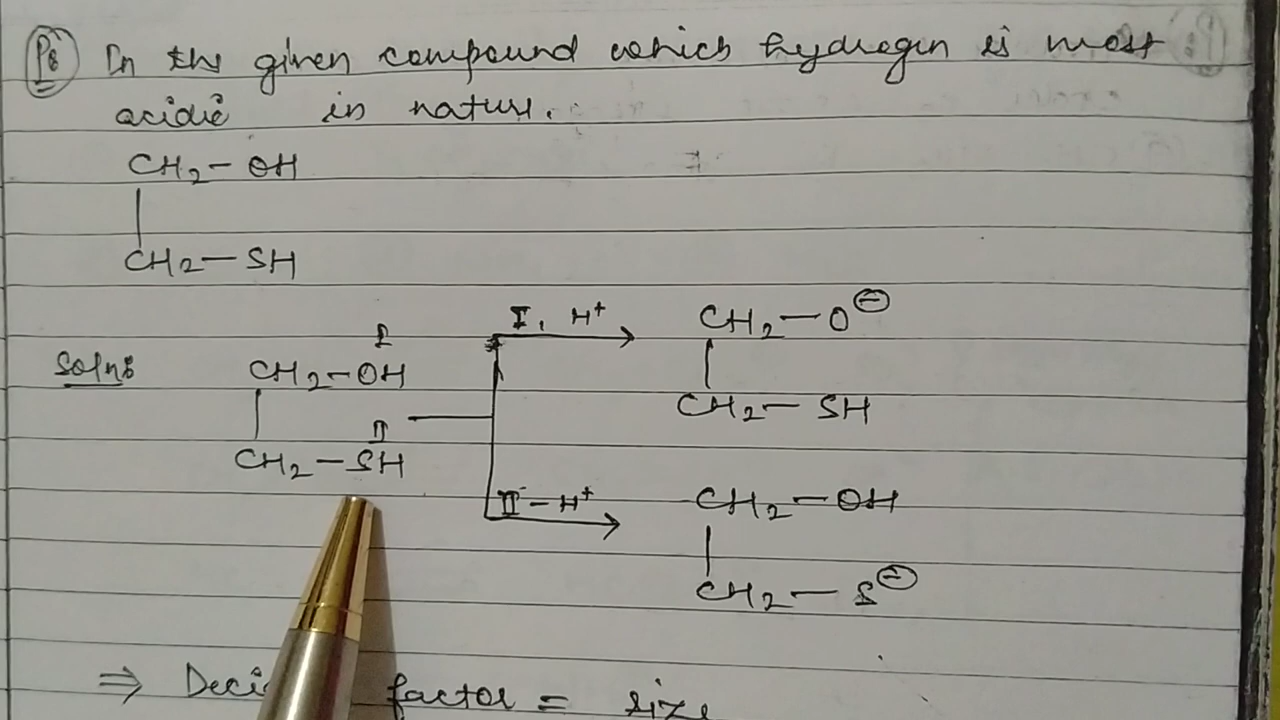 P8 In the given compound which hydrogen is most
acidic in nature.
CH2-OH
CH2-SH
I, H+
CH2-O⊖
I
Soln:
CH2-OH
CH2-SH
II
CH2-SH
II-H+
CH2-OH
CH2-S⊖
⇒ factor = size